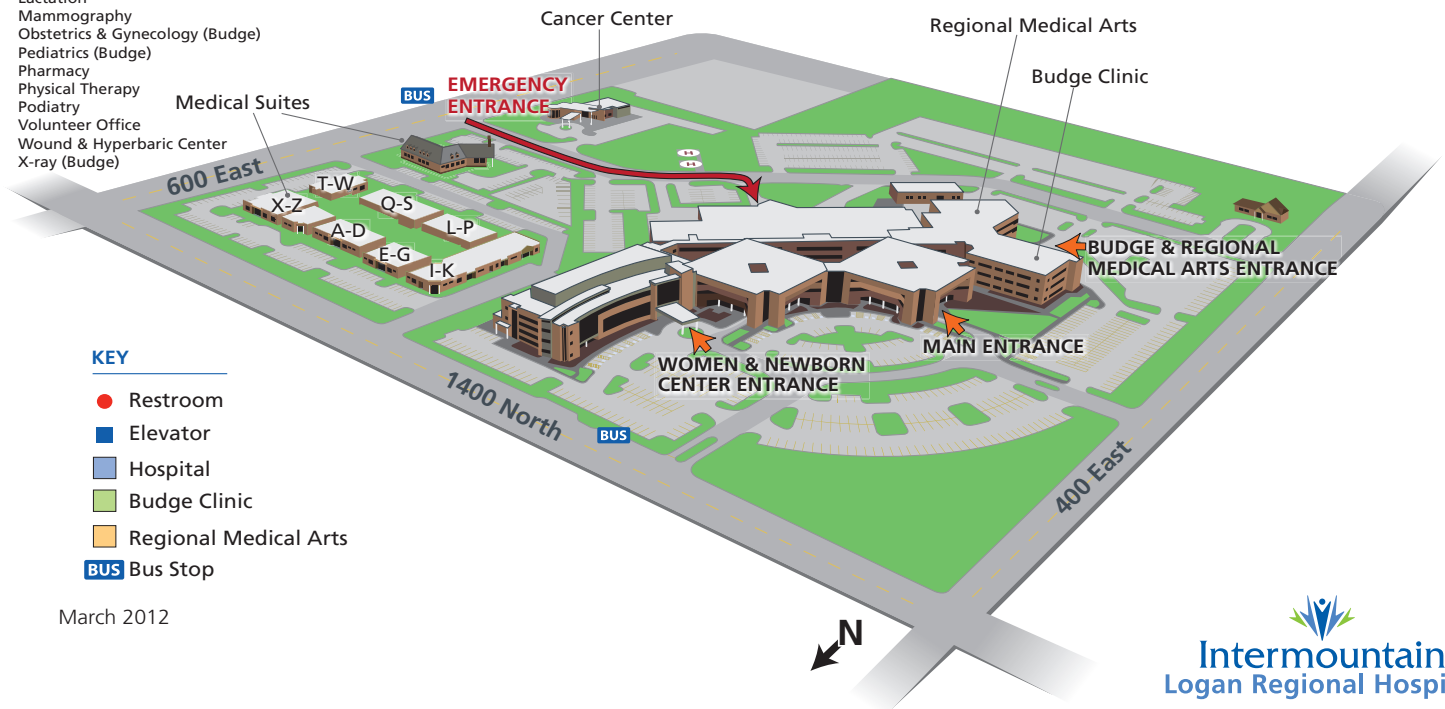 Mammography
Obstetrics & Gynecology (Budge)
Pediatrics (Budge)
Pharmacy
Physical Therapy
Podiatry
Volunteer Office
Wound & Hyperbaric Center
X-ray (Budge)
Medical Suites
Cancer Center
Regional Medical Arts
Budge Clinic
BUS
EMERGENCY
ENTRANCE
H
H
600 East
T-W
X-Z
Q-S
A-D
L-P
E-G
I-K
BUDGE & REGIONAL
MEDICAL ARTS ENTRANCE
MAIN ENTRANCE
WOMEN & NEWBORN
CENTER ENTRANCE
1400 North
BUS
400 East
KEY
Restroom
Elevator
Hospital
Budge Clinic
Regional Medical Arts
BUS Bus Stop
March 2012
N
Intermountain
Logan Regional Hospi